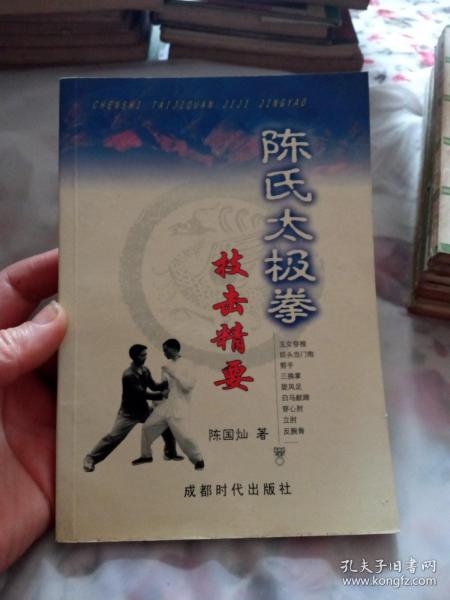 CHENSHI TAIJIQUAN JIJI JINGYAO
陈氏太极拳
技击精要
玉女穿梭
掐头当门炮
剪手
三换掌
旋风足
白马献蹄
穿心肘
立肘
反腕骨
……
陈国灿 著
成都时代出版社
孔夫子旧书网
www.kongfz.com